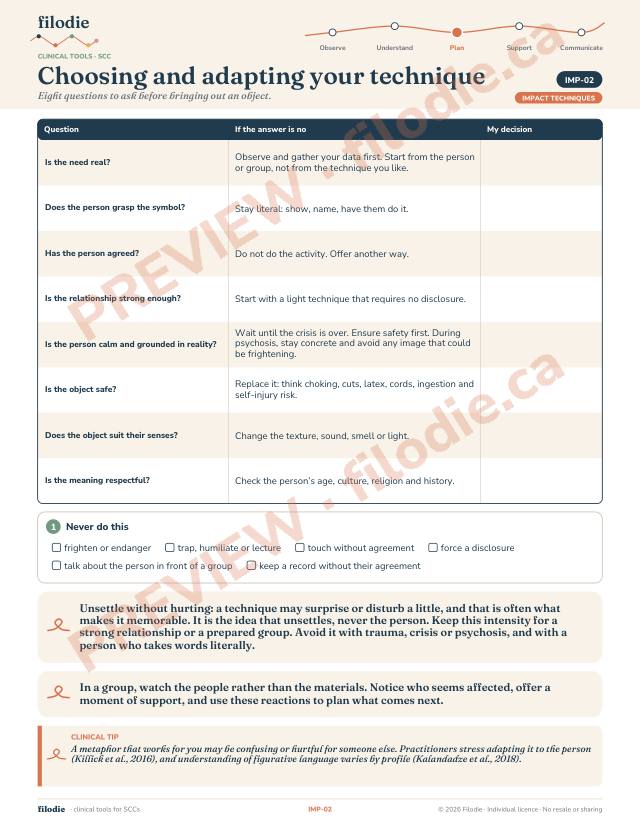 filodie
CLINICAL TOOLS · SCC
Observe
Understand
Plan
Support
Communicate
Choosing and adapting your technique
IMP-02
Eight questions to ask before bringing out an object.
IMPACT TECHNIQUES
Question
If the answer is no
My decision
Is the need real?
Observe and gather your data first. Start from the person
or group, not from the technique you like.
Does the person grasp the symbol?
Stay literal: show, name, have them do it.
Has the person agreed?
Do not do the activity. Offer another way.
Is the relationship strong enough?
Start with a light technique that requires no disclosure.
Is the person calm and grounded in reality?
Wait until the crisis is over. Ensure safety first. During
psychosis, stay concrete and avoid any image that could
be frightening.
Is the object safe?
Replace it: think choking, cuts, latex, cords, ingestion and
self-injury risk.
Does the object suit their senses?
Change the texture, sound, smell or light.
Is the meaning respectful?
Check the person's age, culture, religion and history.
1 Never do this
frighten or endanger
trap, humiliate or lecture
touch without agreement
force a disclosure
talk about the person in front of a group
keep a record without their agreement
Unsettle without hurting: a technique may surprise or disturb a little, and that is often what
makes it memorable. It is the idea that unsettles, never the person. Keep this intensity for a
strong relationship or a prepared group. Avoid it with trauma, crisis or psychosis, and with a
person who takes words literally.
In a group, watch the people rather than the materials. Notice who seems affected, offer a
moment of support, and use these reactions to plan what comes next.
CLINICAL TIP
A metaphor that works for you may be confusing or hurtful for someone else. Practitioners stress adapting it to the person
(Killick et al., 2016), and understanding of figurative language varies by profile (Kalandadze et al., 2018).
filodie · clinical tools for SCCs
IMP-02
© 2026 Filodie · Individual licence · No resale or sharing
PREVIEW · filodie.ca
PREVIEW · filodie.ca